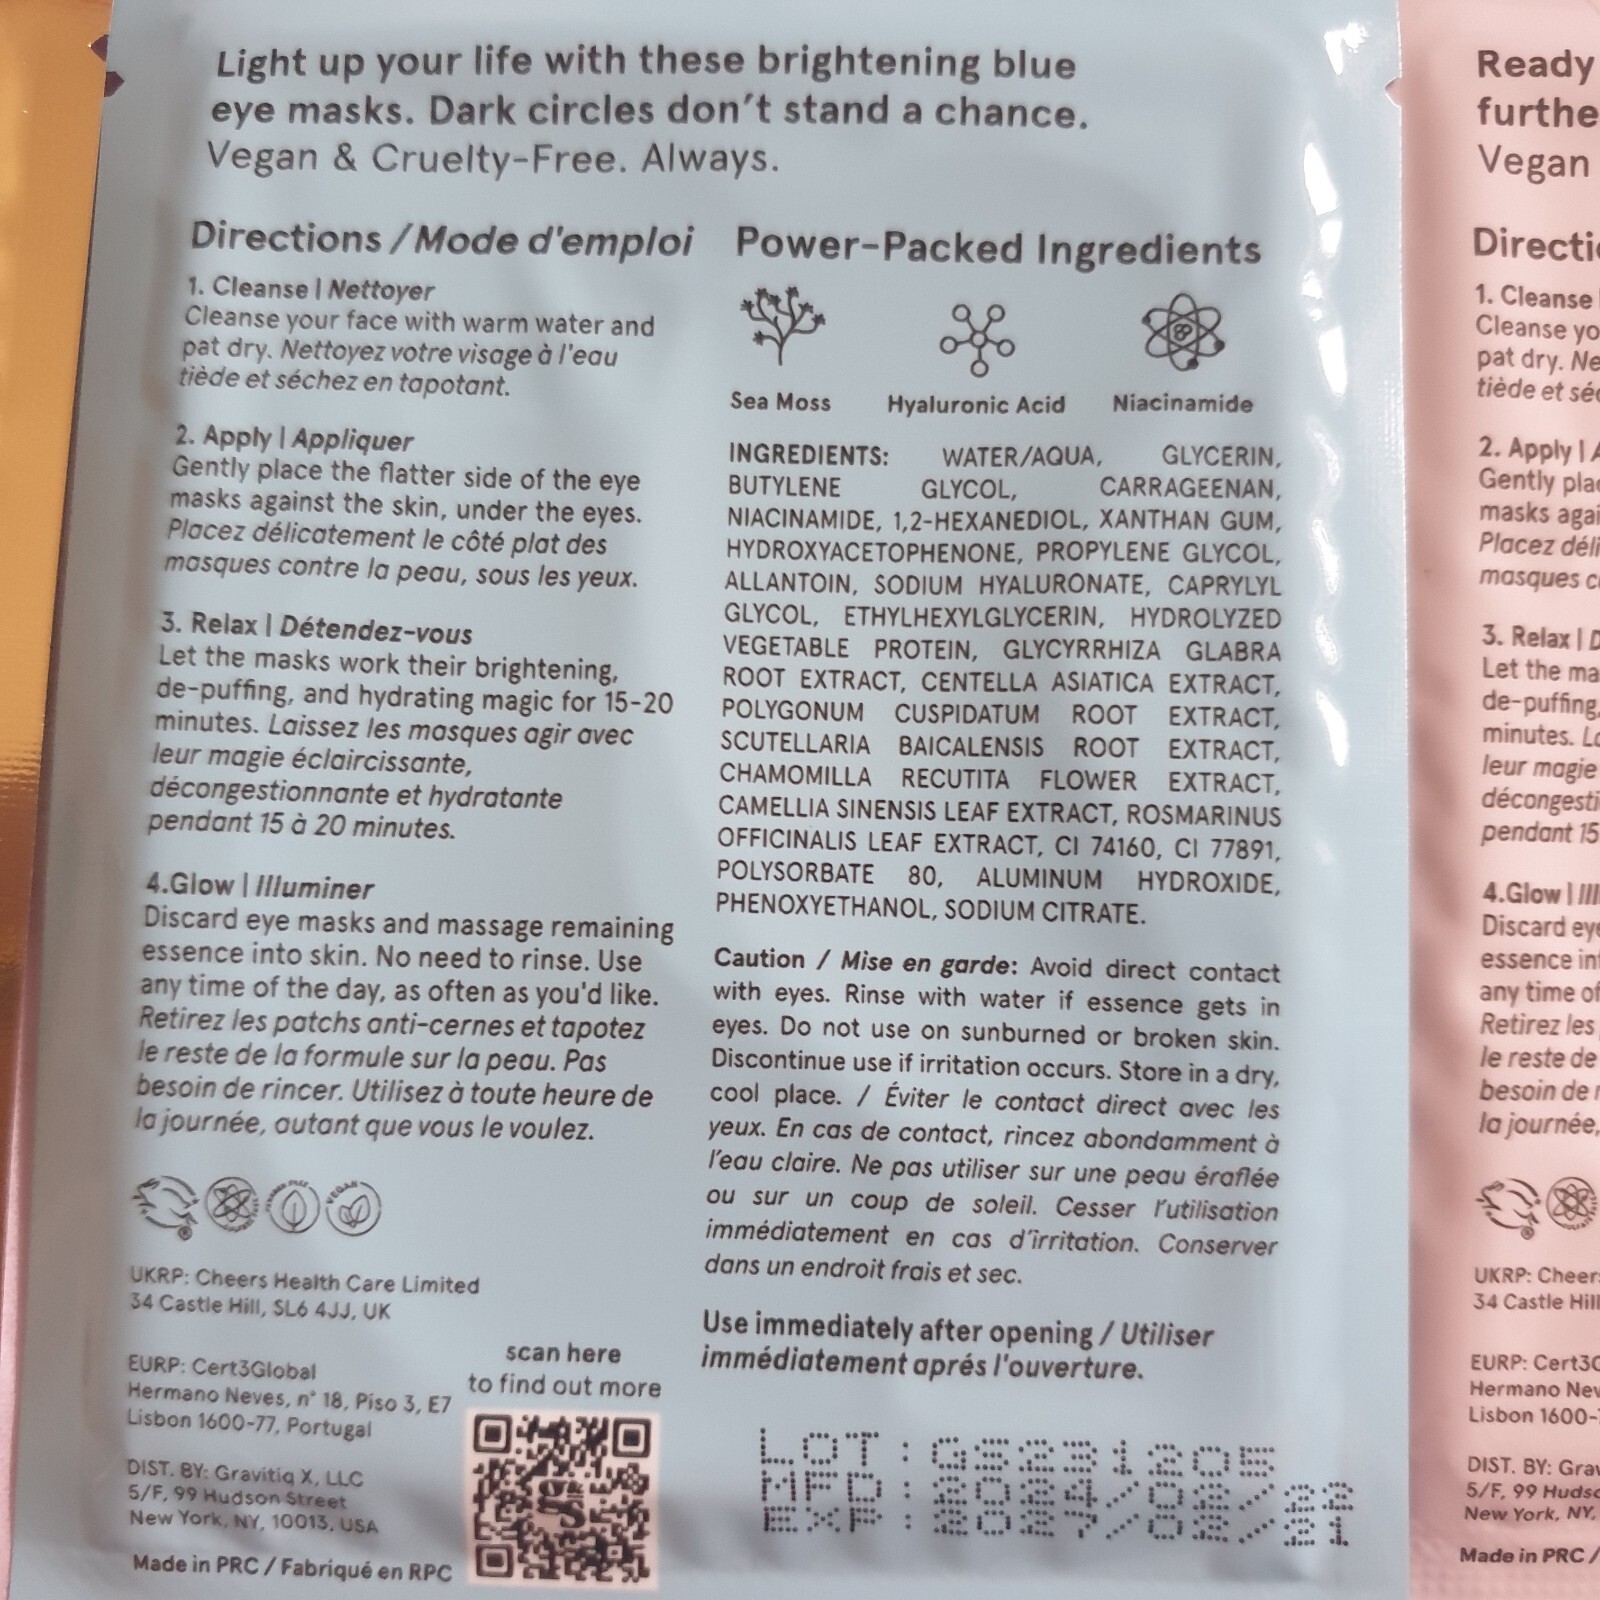 Light up your life with these brightening blue
eye masks. Dark circles don't stand a chance.
Vegan & Cruelty-Free. Always.
Directions / Mode d'emploi
1. Cleanse | Nettoyer
Cleanse your face with warm water and
pat dry. Nettoyez votre visage à l'eau
tiède et séchez en tapotant.
2. Apply | Appliquer
Gently place the flatter side of the eye
masks against the skin, under the eyes.
Placez délicatement le côté plat des
masques contre la peau, sous les yeux.
3. Relax | Détendez-vous
Let the masks work their brightening,
de-puffing, and hydrating magic for 15-20
minutes. Laissez les masques agir avec
leur magie éclaircissante,
décongestionnante et hydratante
pendant 15 à 20 minutes.
4.Glow | Illuminer
Discard eye masks and massage remaining
essence into skin. No need to rinse. Use
any time of the day, as often as you'd like.
Retirez les patchs anti-cernes et tapotez
le reste de la formule sur la peau. Pas
besoin de rincer. Utilisez à toute heure de
la journée, autant que vous le voulez.
VEGAN
UKRP: Cheers Health Care Limited
34 Castle Hill, SL6 4JJ, UK
EURP: Cert3Global
Hermano Neves, n° 18, Piso 3, E7
Lisbon 1600-77, Portugal
DIST. BY: Gravitiq X, LLC
5/F, 99 Hudson Street
New York, NY, 10013, USA
Made in PRC / Fabriqué en RPC
scan here
to find out more
Power-Packed Ingredients
Sea Moss Hyaluronic Acid Niacinamide
INGREDIENTS: WATER/AQUA, GLYCERIN,
BUTYLENE GLYCOL, CARRAGEENAN,
NIACINAMIDE, 1,2-HEXANEDIOL, XANTHAN GUM,
HYDROXYACETOPHENONE, PROPYLENE GLYCOL,
ALLANTOIN, SODIUM HYALURONATE, CAPRYLYL
GLYCOL, ETHYLHEXYLGLYCERIN, HYDROLYZED
VEGETABLE PROTEIN, GLYCYRRHIZA GLABRA
ROOT EXTRACT, CENTELLA ASIATICA EXTRACT,
POLYGONUM CUSPIDATUM ROOT EXTRACT,
SCUTELLARIA BAICALENSIS ROOT EXTRACT,
CHAMOMILLA RECUTITA FLOWER EXTRACT,
CAMELLIA SINENSIS LEAF EXTRACT, ROSMARINUS
OFFICINALIS LEAF EXTRACT, CI 74160, CI 77891,
POLYSORBATE 80, ALUMINUM HYDROXIDE,
PHENOXYETHANOL, SODIUM CITRATE.
Caution / Mise en garde: Avoid direct contact
with eyes. Rinse with water if essence gets in
eyes. Do not use on sunburned or broken skin.
Discontinue use if irritation occurs. Store in a dry,
cool place. / Éviter le contact direct avec les
yeux. En cas de contact, rincez abondamment à
l'eau claire. Ne pas utiliser sur une peau éraflée
ou sur un coup de soleil. Cesser l'utilisation
immédiatement en cas d'irritation. Conserver
dans un endroit frais et sec.
Use immediately after opening / Utiliser
immédiatement aprés l'ouverture.
LOT:GS231205
MFD:2024/02/22
EXP:2027/02/21
Ready
furthe
Vegan
Directi
1. Cleanse
Cleanse yo
pat dry. Ne
tiède et séc
2. Apply |
Gently plac
masks agai
Placez déli
masques c
3. Relax | D
Let the ma
de-puffing,
minutes. La
leur magie
décongesti
pendant 15
4.Glow | Ill
Discard eye
essence int
any time of
Retirez les
le reste de
besoin de r
la journée,
UKRP: Cheer
34 Castle Hill
EURP: Cert3G
Hermano Nev
Lisbon 1600-
DIST. BY: Grav
5/F, 99 Hudso
New York, NY,
Made in PRC /